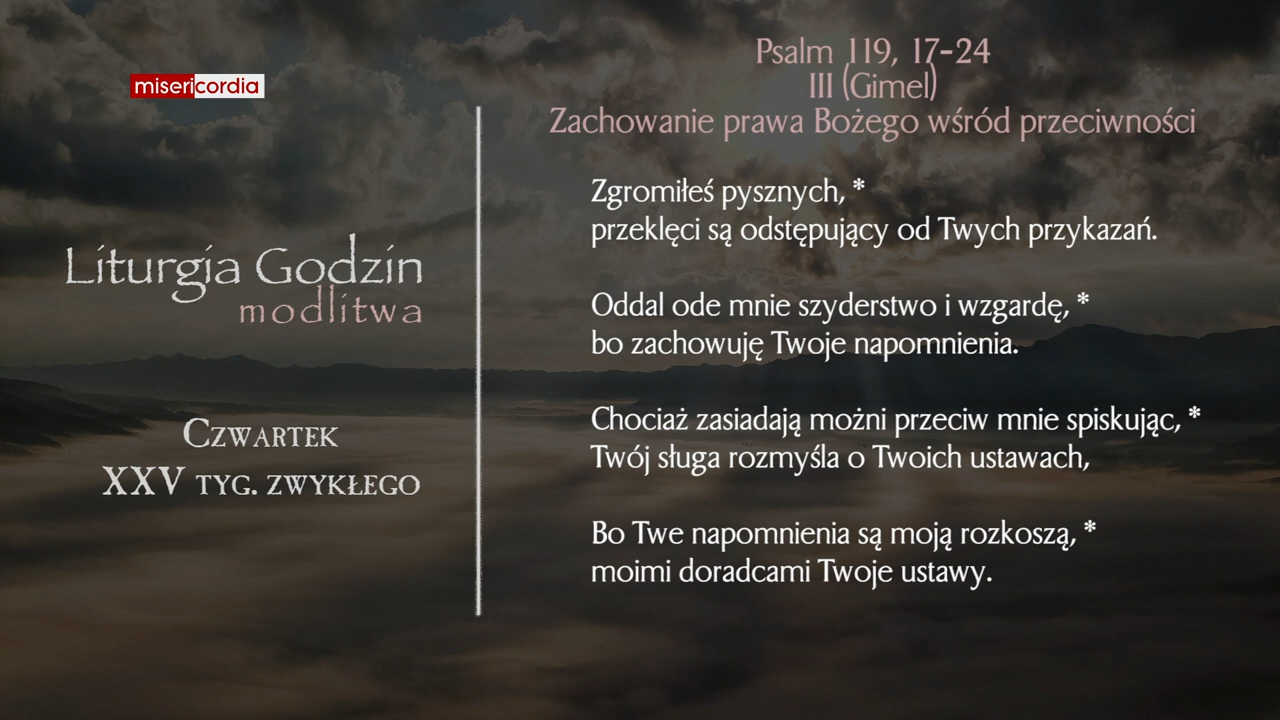 misericordia
Liturgia Godzin
modlitwa
Czwartek
XXV tyg. zwykłego
Psalm 119, 17-24
III (Gimel)
Zachowanie prawa Bożego wśród przeciwności
Zgromiłeś pysznych, *
przeklęci są odstępujący od Twych przykazań.
Oddal ode mnie szyderstwo i wzgardę, *
bo zachowuję Twoje napomnienia.
Chociaż zasiadają możni przeciw mnie spiskując, *
Twój sługa rozmyśla o Twoich ustawach,
Bo Twe napomnienia są moją rozkoszą, *
moimi doradcami Twoje ustawy.